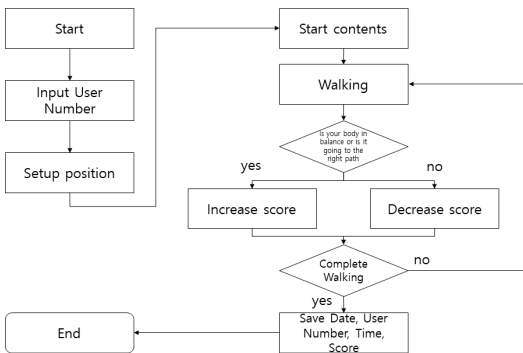 Start
Input User
Number
Setup position
Start contents
Walking
is your body in
balance or is it
going to the
right path
yes
no
Increase score
Decrease score
Complete
Walking
no
yes
Save Date, User
Number, Time,
Score
End